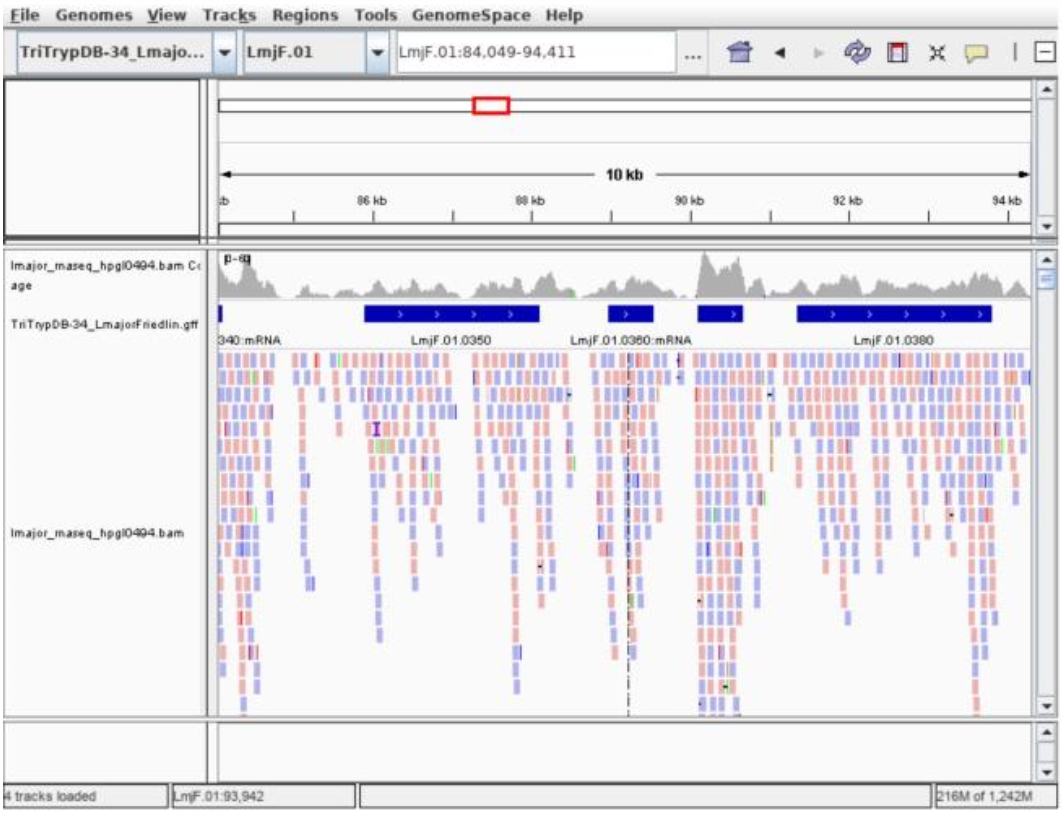 File Genomes View Tracks Regions Tools GenomeSpace Help
TriTrypDB-34_Lmajo... LmjF.01 LmjF.01:84,049-94,411 ...
10 kb
kb 86 kb 88 kb 90 kb 92 kb 94 kb
lmajor_rnaseq_hpgl0494.bam Co
age
TriTrypDB-34_LmajorFriedlin.gff
340:mRNA LmjF.01.0350 LmjF.01.0360:mRNA LmjF.01.0380
lmajor_rnaseq_hpgl0494.bam
4 tracks loaded LmjF.01:93,942 216M of 1,242M